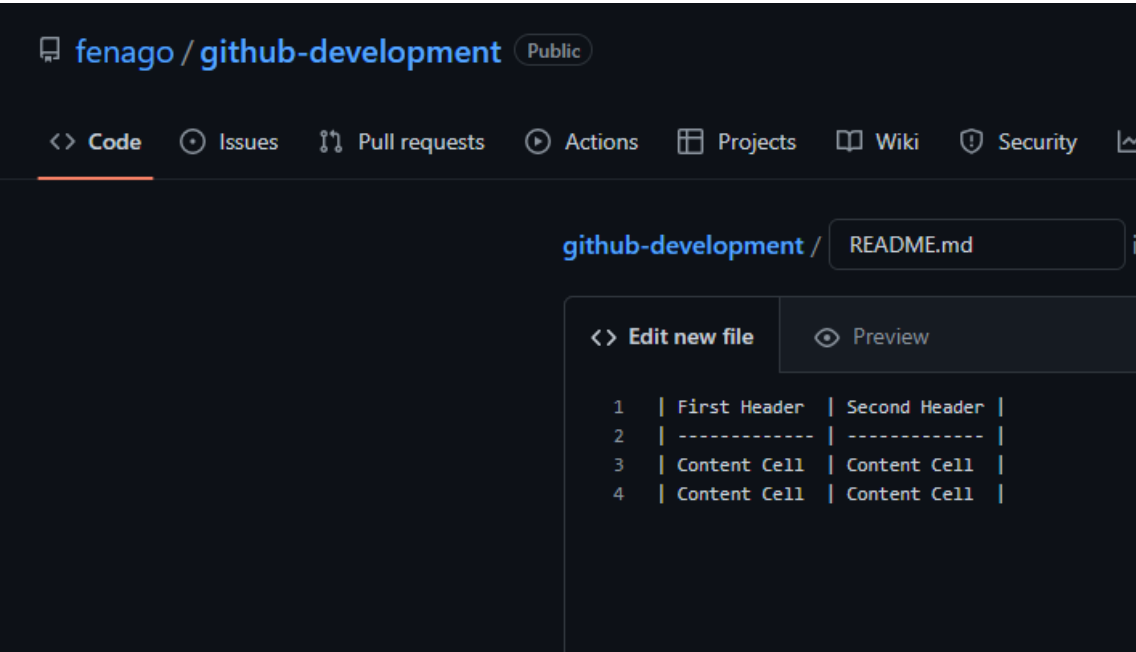 fenago / github-development Public
<> Code Issues Pull requests Actions Projects Wiki Security
github-development / README.md
<> Edit new file Preview
1 | First Header  | Second Header |
2 | ------------- | ------------- |
3 | Content Cell  | Content Cell  |
4 | Content Cell  | Content Cell  |